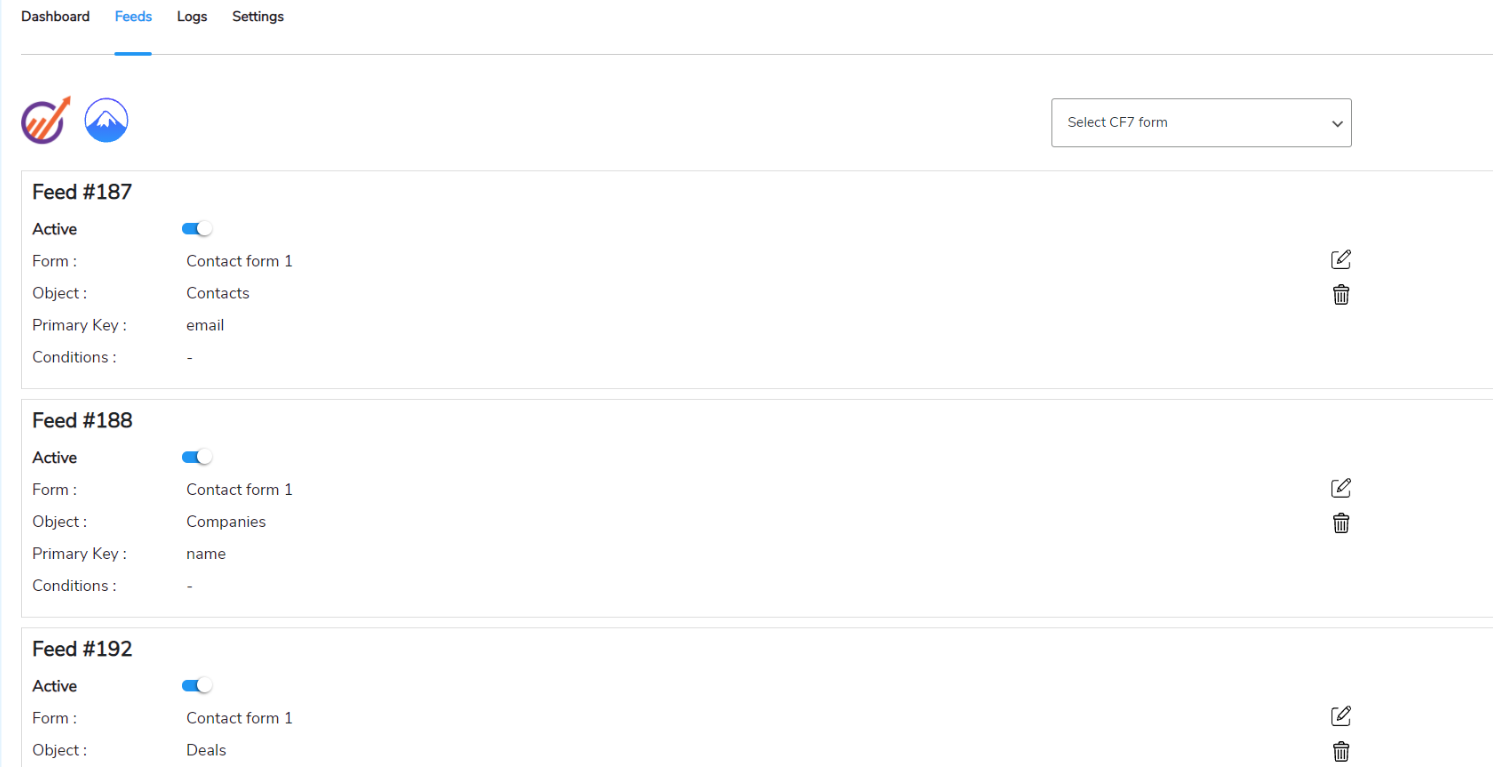 Dashboard Feeds Logs Settings
Select CF7 form
Feed #187
Active
Form : Contact form 1
Object : Contacts
Primary Key : email
Conditions : -
Feed #188
Active
Form : Contact form 1
Object : Companies
Primary Key : name
Conditions : -
Feed #192
Active
Form : Contact form 1
Object : Deals